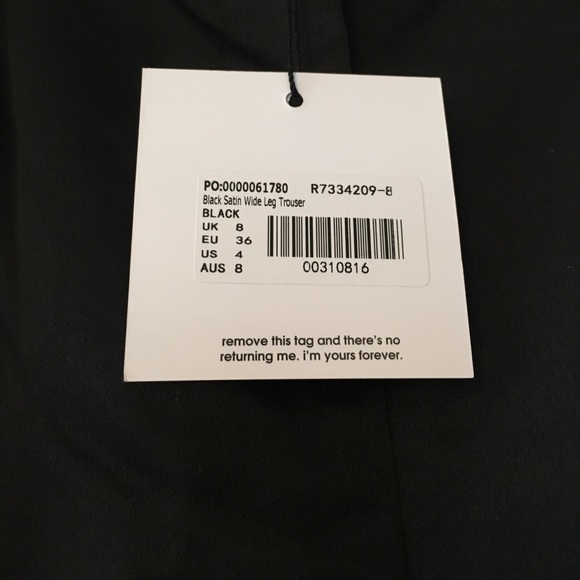 PO:0000061780 R7334209-8
Black Satin Wide Leg Trouser
BLACK
UK 8
EU 36
US 4
AUS 8
00310816
remove this tag and there's no
returning me. i'm yours forever.